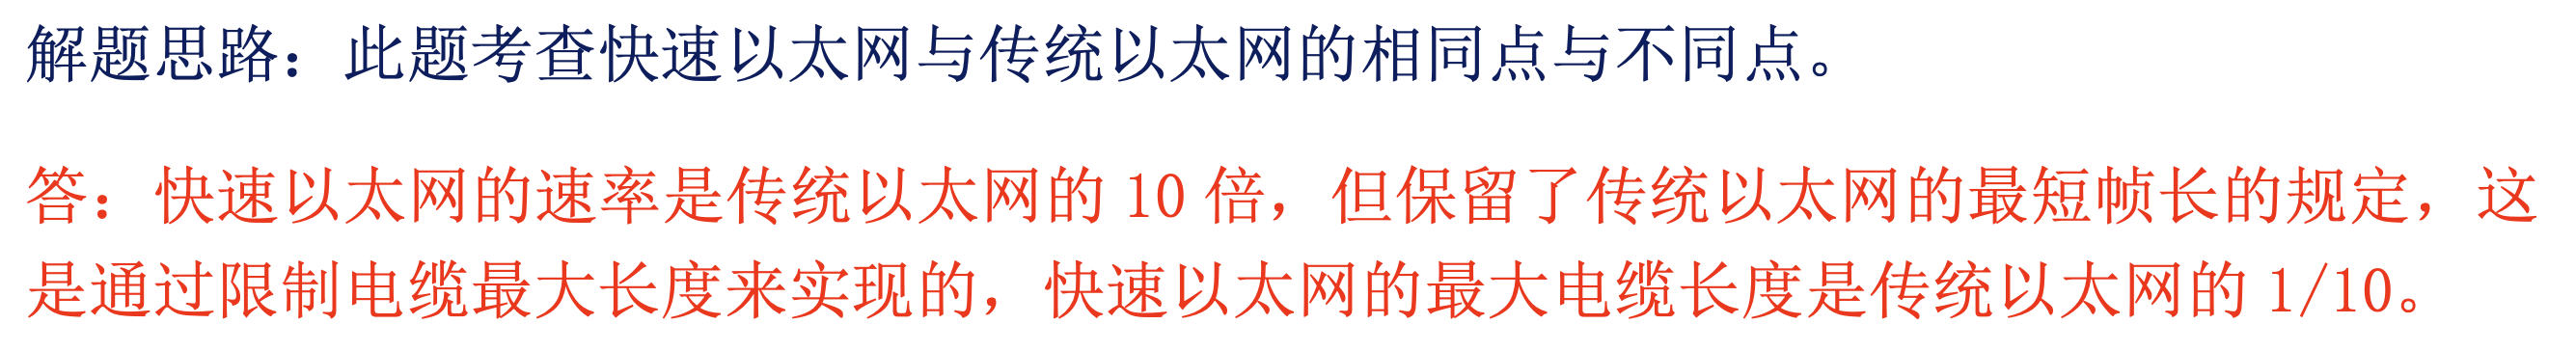 解题思路：此题考查快速以太网与传统以太网的相同点与不同点。
答：快速以太网的速率是传统以太网的 10 倍，但保留了传统以太网的最短帧长的规定，这
是通过限制电缆最大长度来实现的，快速以太网的最大电缆长度是传统以太网的 1/10。